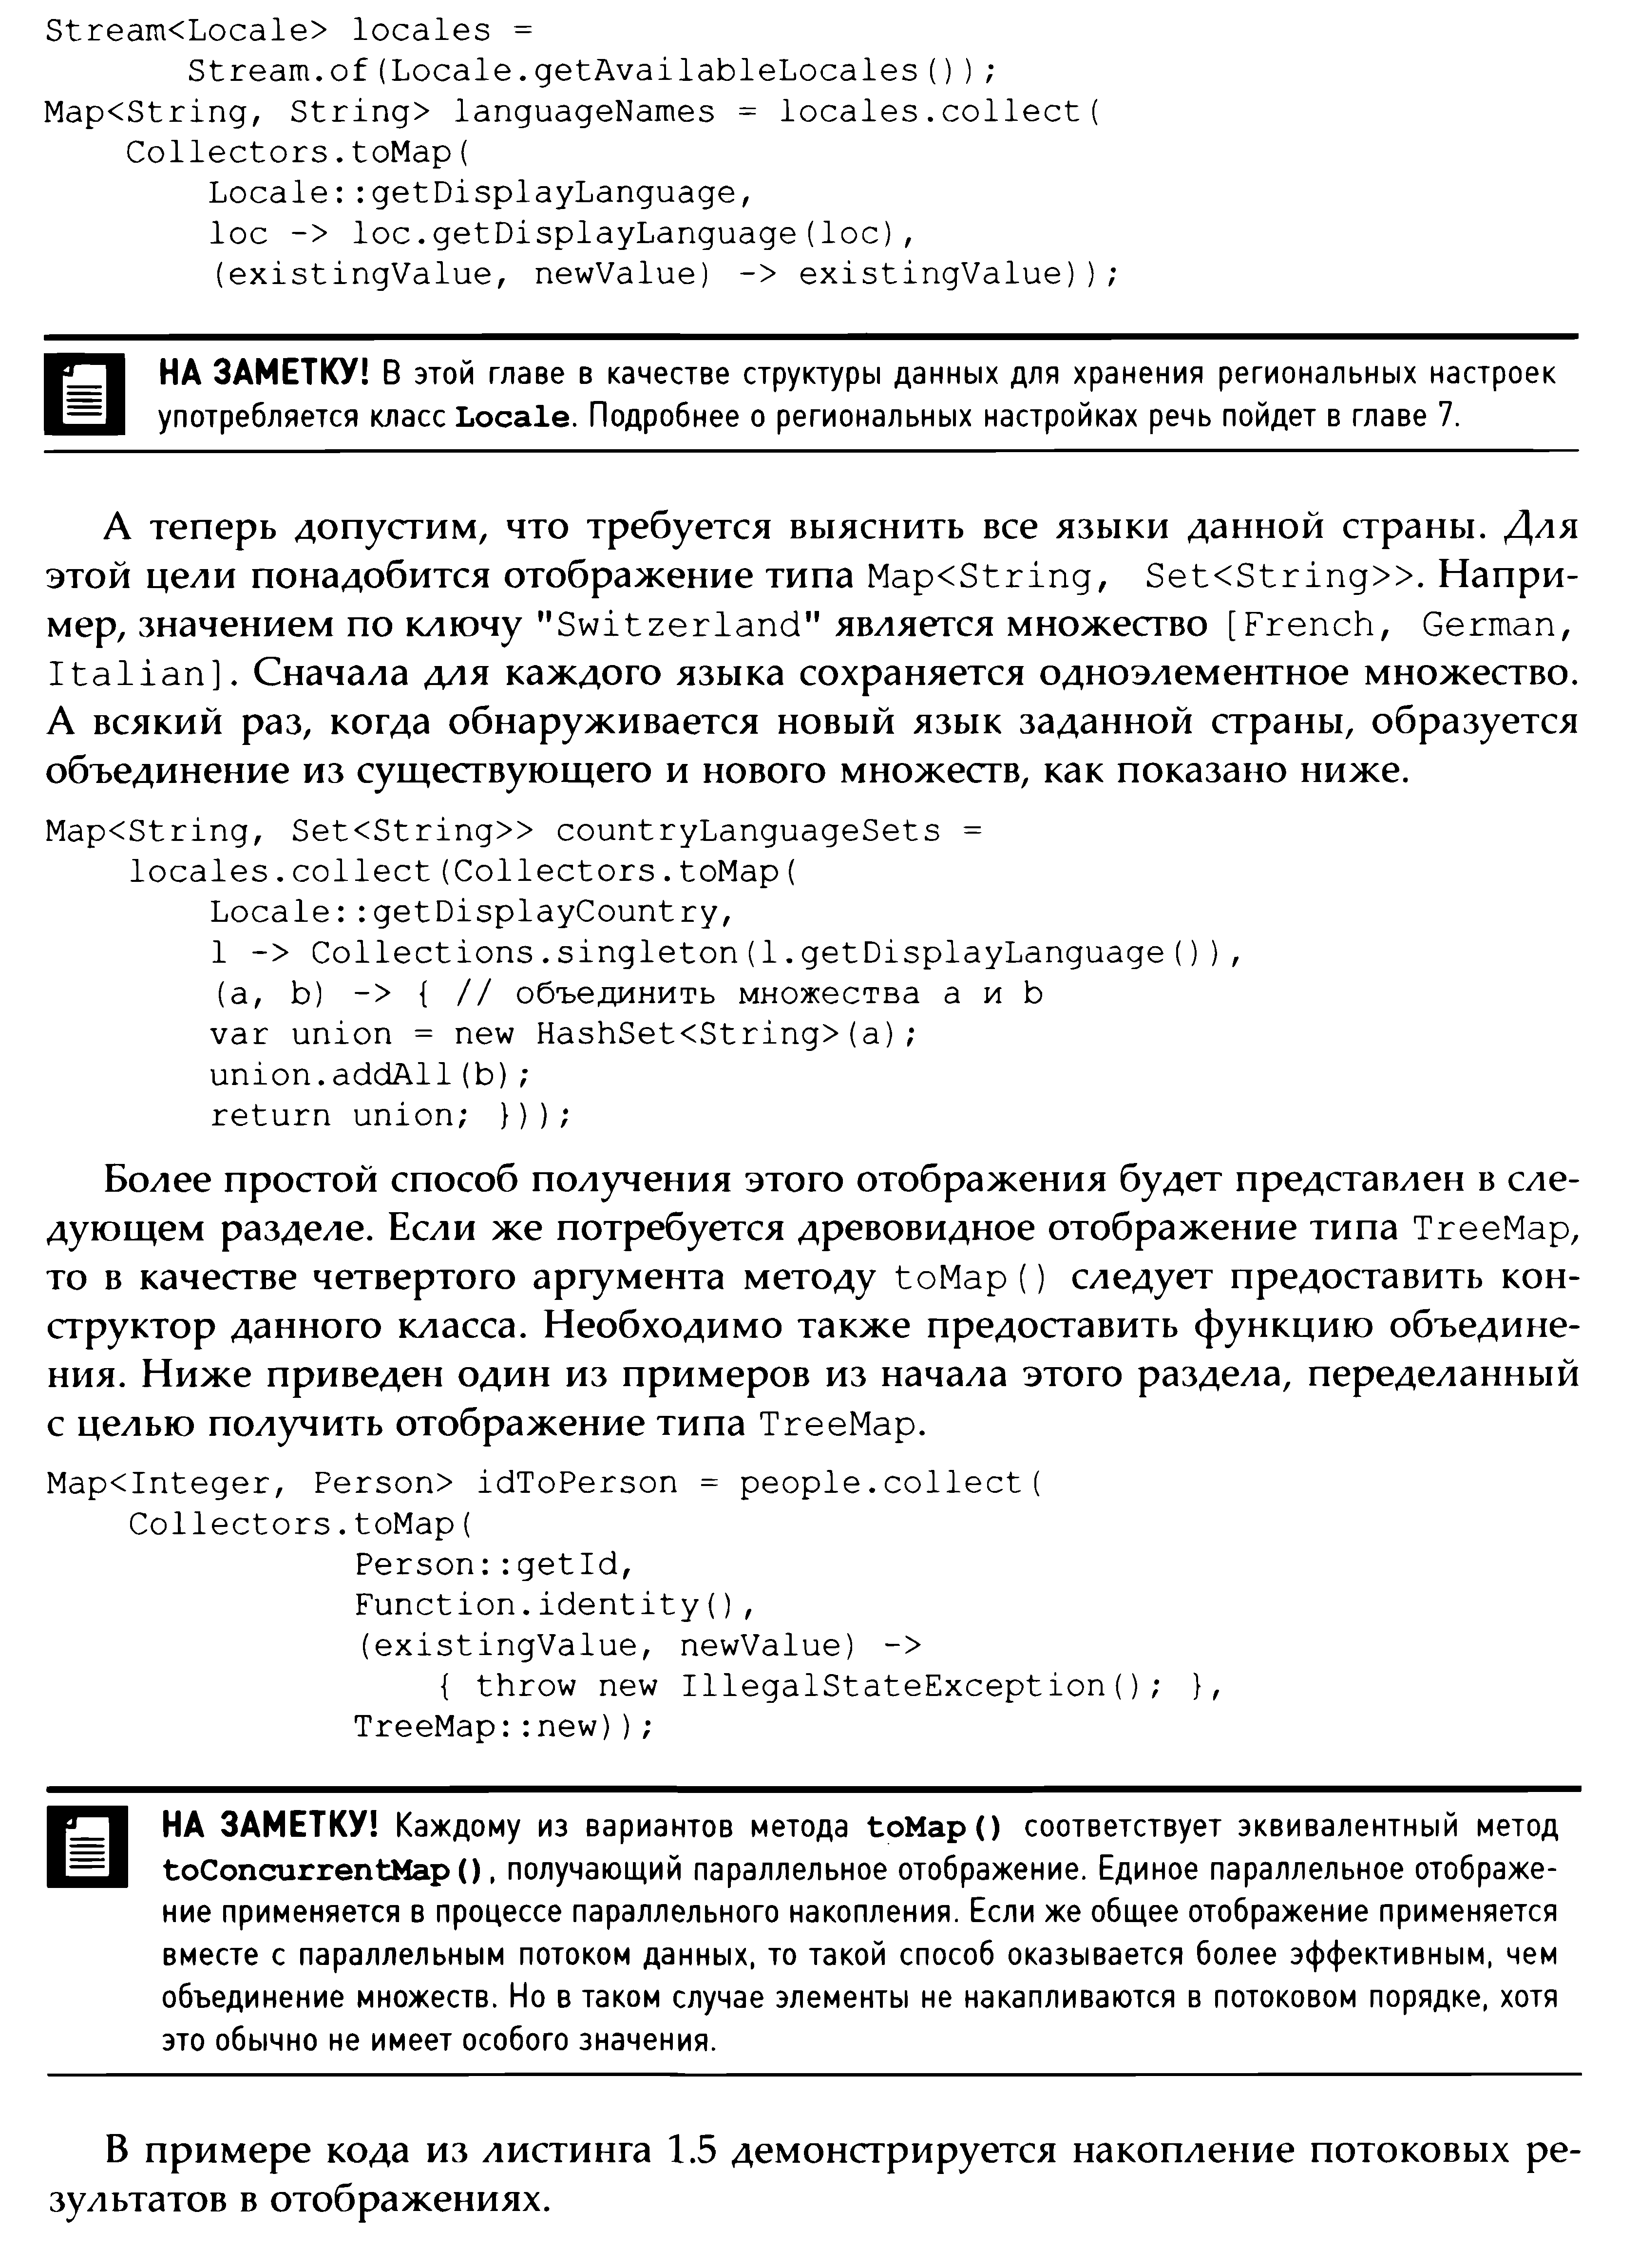 Stream<Locale> locales =
Stream.of(Locale.getAvailableLocales());
Map<String, String> languageNames = locales.collect(
Collectors.toMap(
Locale::getDisplayLanguage,
loc -> loc.getDisplayLanguage(loc),
(existingValue, newValue) -> existingValue));
НА ЗАМЕТКУ! В этой главе в качестве структуры данных для хранения региональных настроек
употребляется класс Locale. Подробнее о региональных настройках речь пойдет в главе 7.
А теперь допустим, что требуется выяснить все языки данной страны. Для
этой цели понадобится отображение типа Map<String, Set<String>>. Напри-
мер, значением по ключу "Switzerland" является множество [French, German,
Italian]. Сначала для каждого языка сохраняется одноэлементное множество.
А всякий раз, когда обнаруживается новый язык заданной страны, образуется
объединение из существующего и нового множеств, как показано ниже.
Map<String, Set<String>> countryLanguageSets =
locales.collect(Collectors.toMap(
Locale::getDisplayCountry,
l -> Collections.singleton(l.getDisplayLanguage()),
(a, b) -> { // объединить множества a и b
var union = new HashSet<String>(a);
union.addAll(b);
return union; }));
Более простой способ получения этого отображения будет представлен в сле-
дующем разделе. Если же потребуется древовидное отображение типа TreeMap,
то в качестве четвертого аргумента методу toMap() следует предоставить кон-
структор данного класса. Необходимо также предоставить функцию объедине-
ния. Ниже приведен один из примеров из начала этого раздела, переделанный
с целью получить отображение типа TreeMap.
Map<Integer, Person> idToPerson = people.collect(
Collectors.toMap(
Person::getId,
Function.identity(),
(existingValue, newValue) ->
{ throw new IllegalStateException(); },
TreeMap::new));
НА ЗАМЕТКУ! Каждому из вариантов метода toMap() соответствует эквивалентный метод
toConcurrentMap(), получающий параллельное отображение. Единое параллельное отображе-
ние применяется в процессе параллельного накопления. Если же общее отображение применяется
вместе с параллельным потоком данных, то такой способ оказывается более эффективным, чем
объединение множеств. Но в таком случае элементы не накапливаются в потоковом порядке, хотя
это обычно не имеет особого значения.
В примере кода из листинга 1.5 демонстрируется накопление потоковых ре-
зультатов в отображениях.